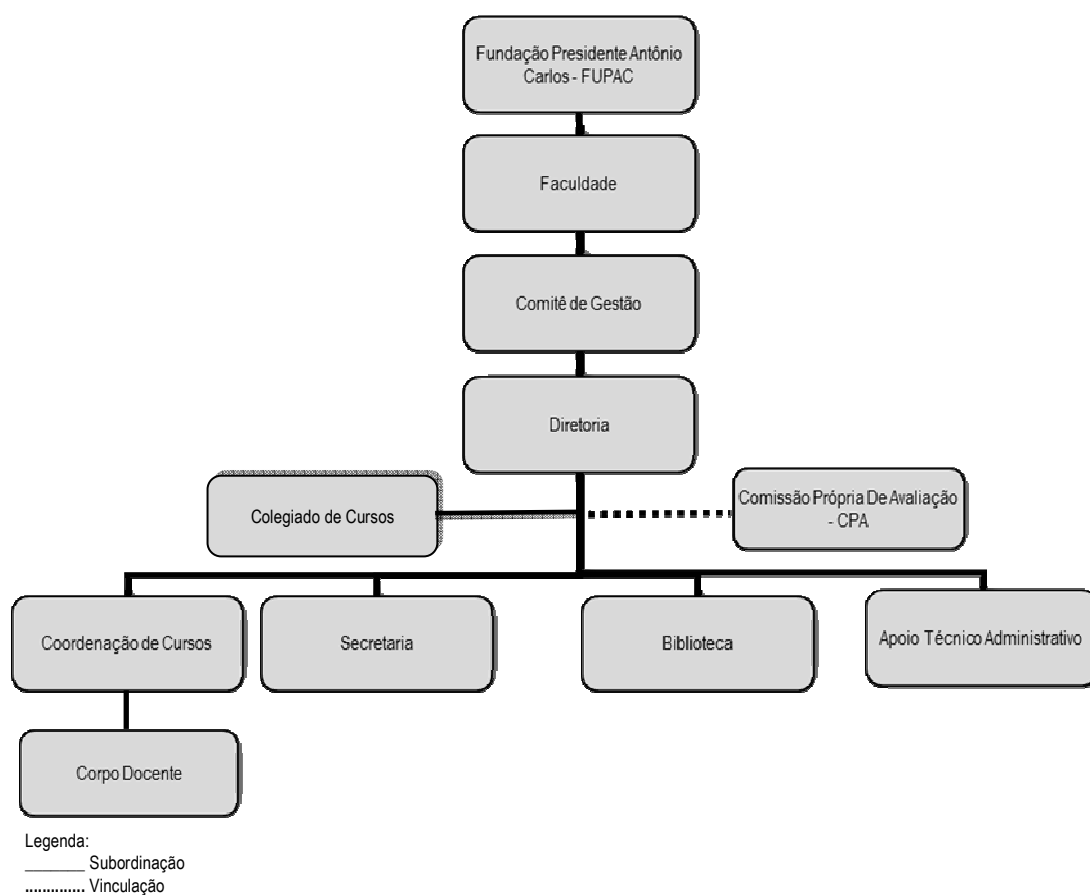 Fundação Presidente Antônio
Carlos - FUPAC
Faculdade
Comitê de Gestão
Diretoria
Colegiado de Cursos
Comissão Própria De Avaliação
- CPA
Coordenação de Cursos
Secretaria
Biblioteca
Apoio Técnico Administrativo
Corpo Docente
Legenda:
_______ Subordinação
.............. Vinculação